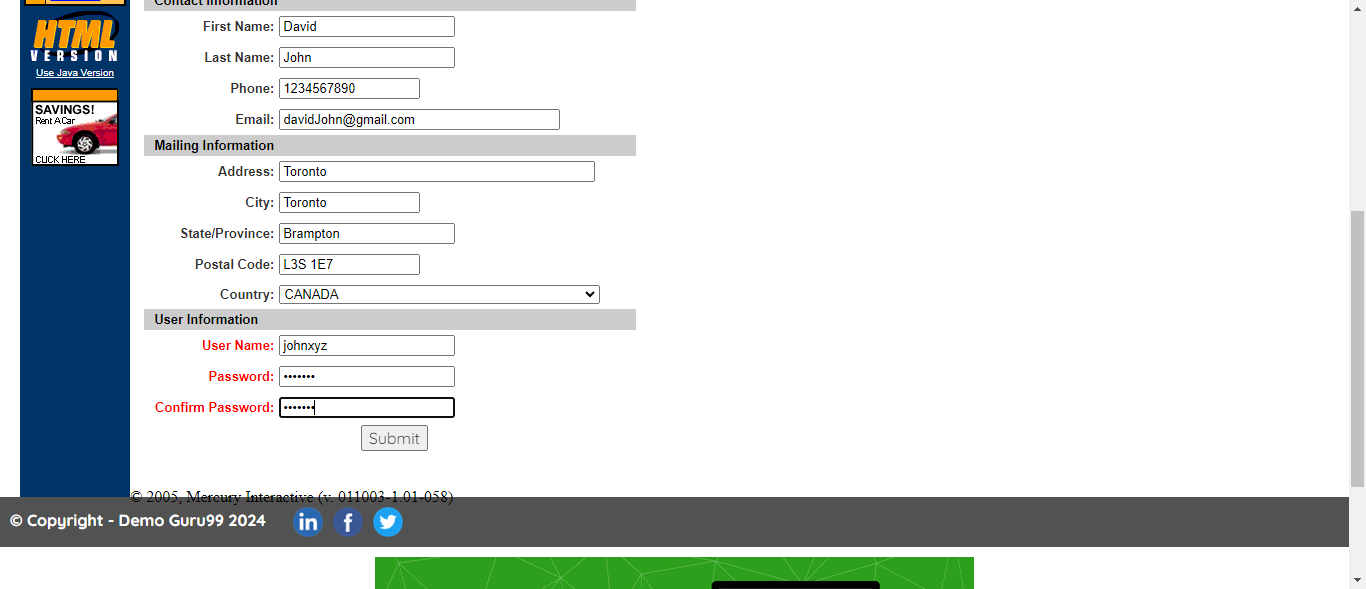 Contact Information
HTML
VERSION
Use Java Version
SAVINGS!
Rent A Car
CLICK HERE
First Name: David
Last Name: John
Phone: 1234567890
Email: davidJohn@gmail.com
Mailing Information
Address: Toronto
City: Toronto
State/Province: Brampton
Postal Code: L3S 1E7
Country: CANADA
User Information
User Name: johnxyz
Password: •••••••
Confirm Password: •••••••
Submit
© 2005, Mercury Interactive (v. 011003-1.01-058)
© Copyright - Demo Guru99 2024